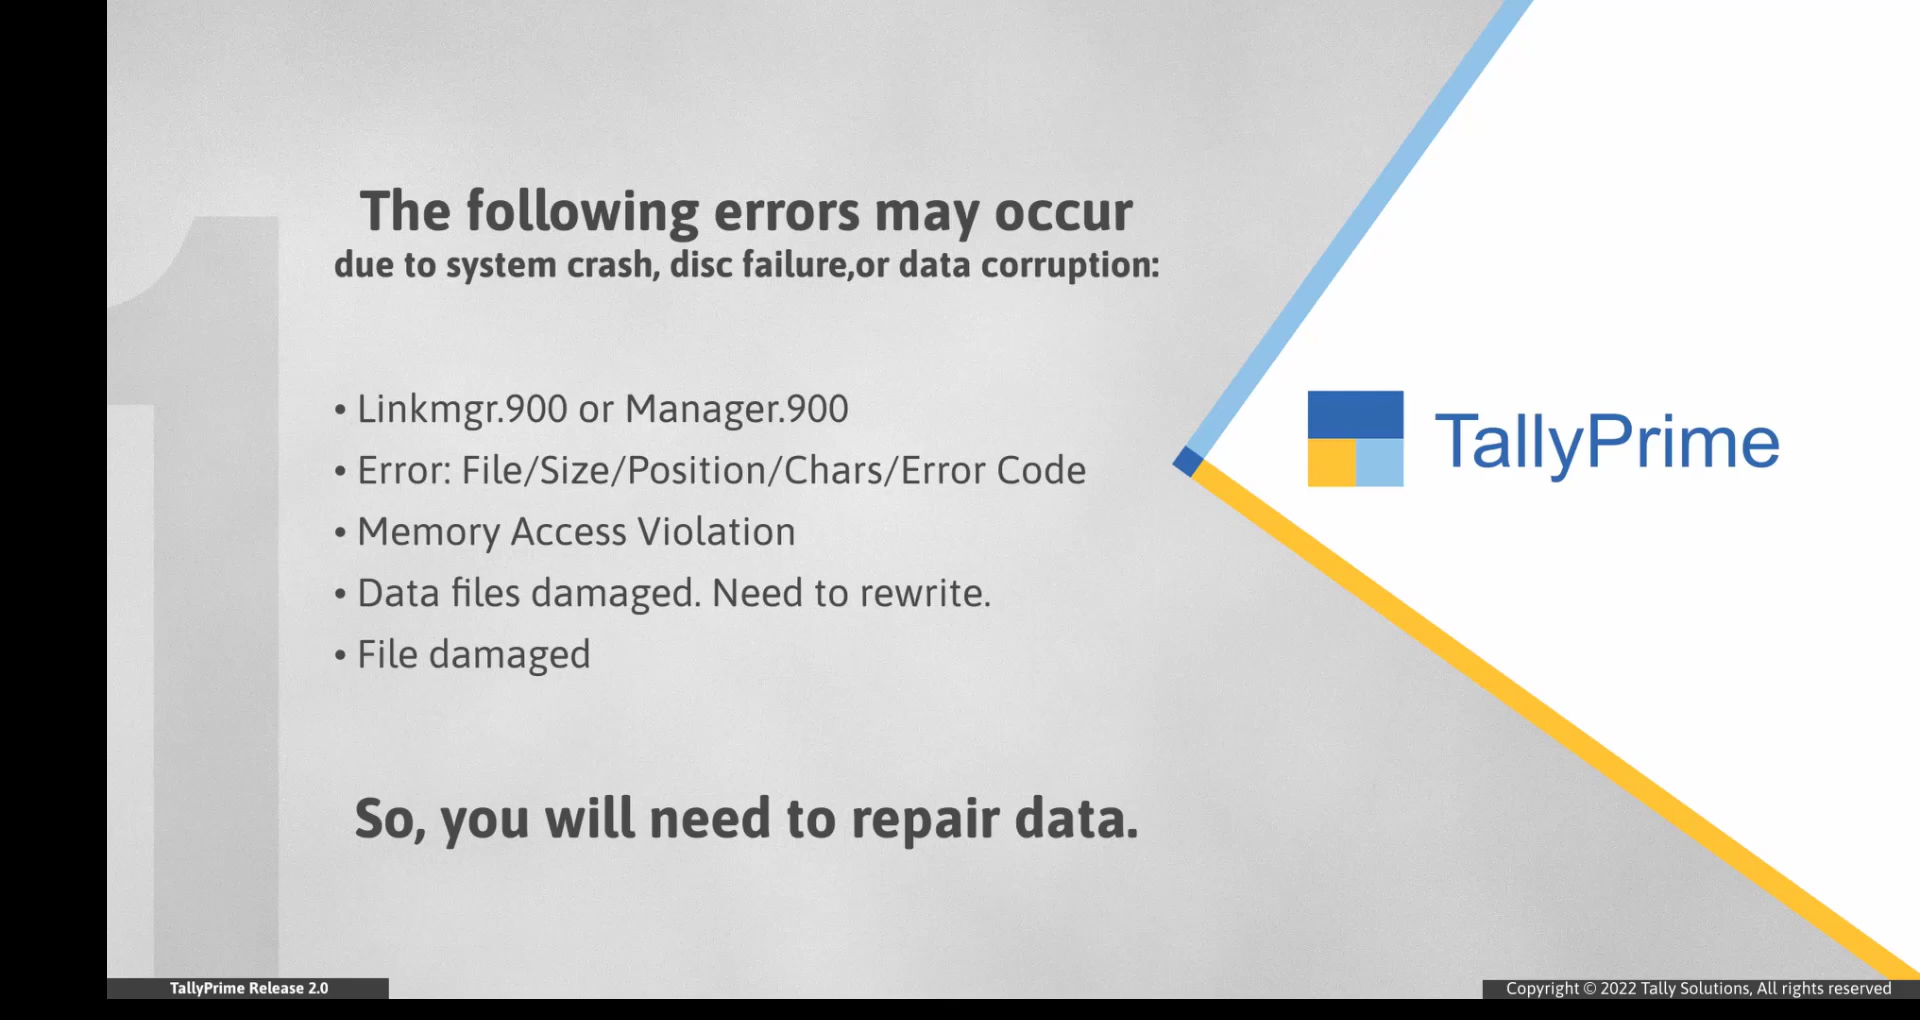 The following errors may occur
due to system crash, disc failure,or data corruption:
• Linkmgr.900 or Manager.900
• Error: File/Size/Position/Chars/Error Code
• Memory Access Violation
• Data files damaged. Need to rewrite.
• File damaged
So, you will need to repair data.
1
TallyPrime
TallyPrime Release 2.0
Copyright © 2022 Tally Solutions, All rights reserved